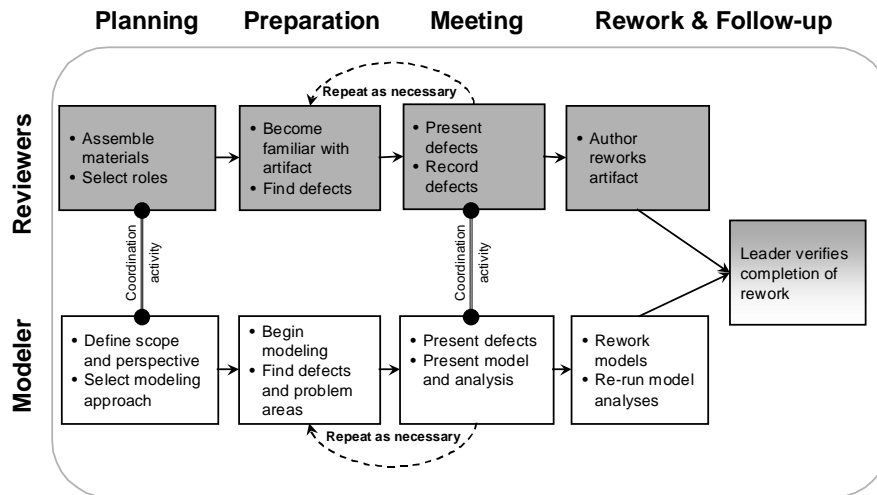 Planning Preparation Meeting Rework & Follow-up
Reviewers
Repeat as necessary
• Assemble
materials
• Select roles
• Become
familiar with
artifact
• Find defects
• Present
defects
• Record
defects
• Author
reworks
artifact
Coordination
activity
Coordination
activity
Leader verifies
completion of
rework
Modeler
• Define scope
and perspective
• Select modeling
approach
• Begin
modeling
• Find defects
and problem
areas
• Present defects
• Present model
and analysis
• Rework
models
• Re-run model
analyses
Repeat as necessary